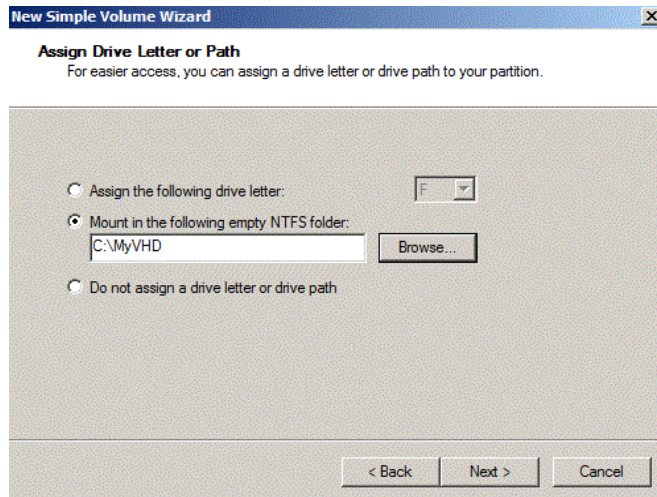 New Simple Volume Wizard
Assign Drive Letter or Path
For easier access, you can assign a drive letter or drive path to your partition.
Assign the following drive letter: F
Mount in the following empty NTFS folder:
C:\MyVHD Browse...
Do not assign a drive letter or drive path
< Back Next > Cancel